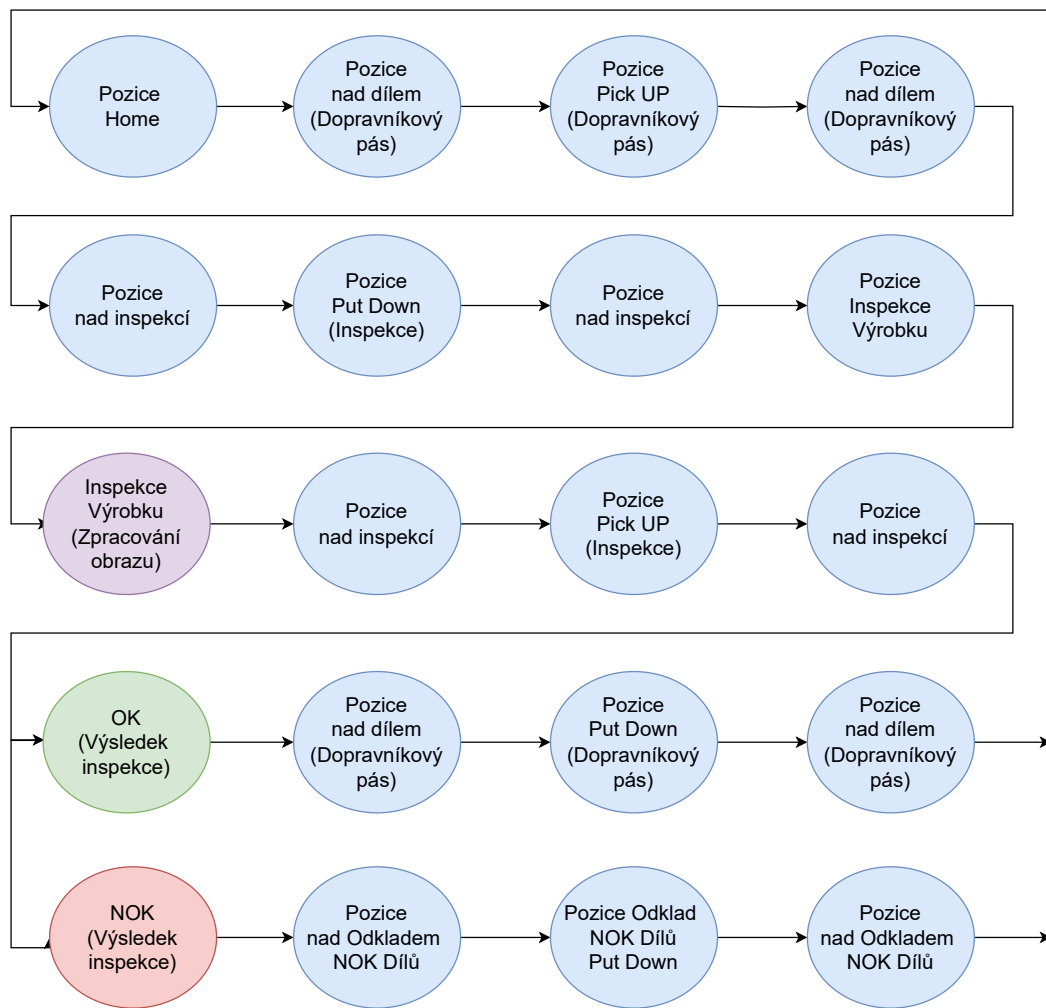 Pozice
Home
Pozice
nad dílem
(Dopravníkový
pás)
Pozice
Pick UP
(Dopravníkový
pás)
Pozice
nad dílem
(Dopravníkový
pás)
Pozice
nad inspekcí
Pozice
Put Down
(Inspekce)
Pozice
nad inspekcí
Pozice
Inspekce
Výrobku
Inspekce
Výrobku
(Zpracování
obrazu)
Pozice
nad inspekcí
Pozice
Pick UP
(Inspekce)
Pozice
nad inspekcí
OK
(Výsledek
inspekce)
Pozice
nad dílem
(Dopravníkový
pás)
Pozice
Put Down
(Dopravníkový
pás)
Pozice
nad dílem
(Dopravníkový
pás)
NOK
(Výsledek
inspekce)
Pozice
nad Odkladem
NOK Dílů
Pozice Odklad
NOK Dílů
Put Down
Pozice
nad Odkladem
NOK Dílů